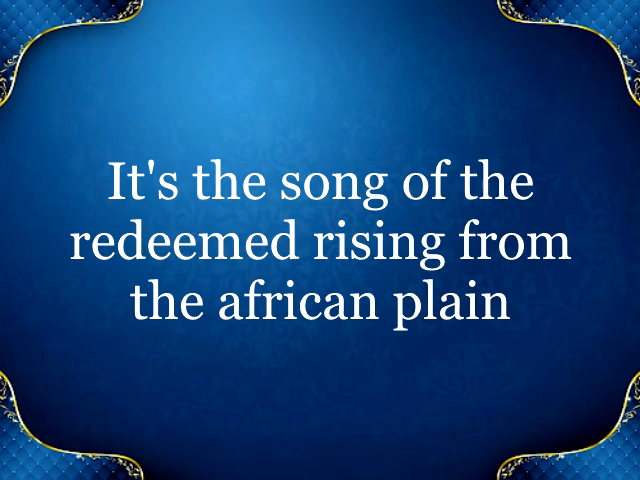 It's the song of the
redeemed rising from
the african plain